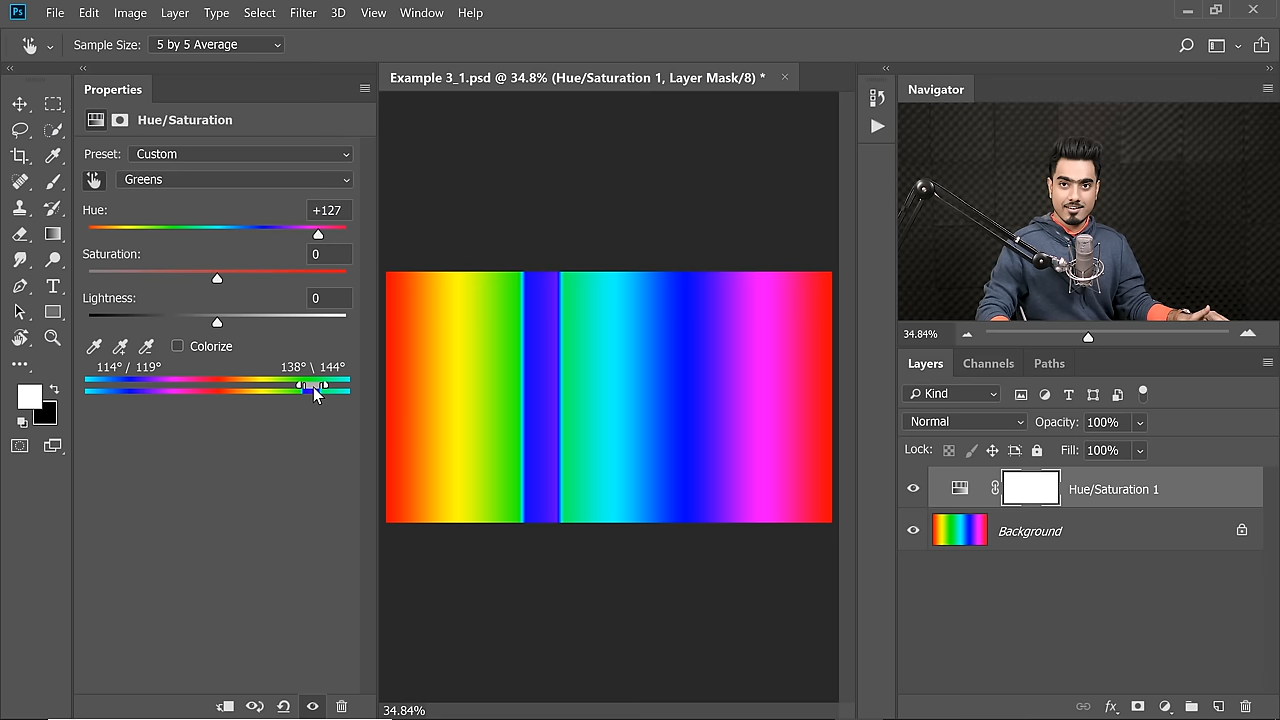 Ps File Edit Image Layer Type Select Filter 3D View Window Help
Sample Size: 5 by 5 Average
Properties
Example 3_1.psd @ 34.8% (Hue/Saturation 1, Layer Mask/8) *
Navigator
Hue/Saturation
Preset: Custom
Greens
Hue: +127
Saturation: 0
Lightness: 0
Colorize
114°/ 119° 138° \ 144°
34.84%
34.84%
Layers Channels Paths
Kind
Normal Opacity: 100%
Lock: Fill: 100%
Hue/Saturation 1
Background
fx